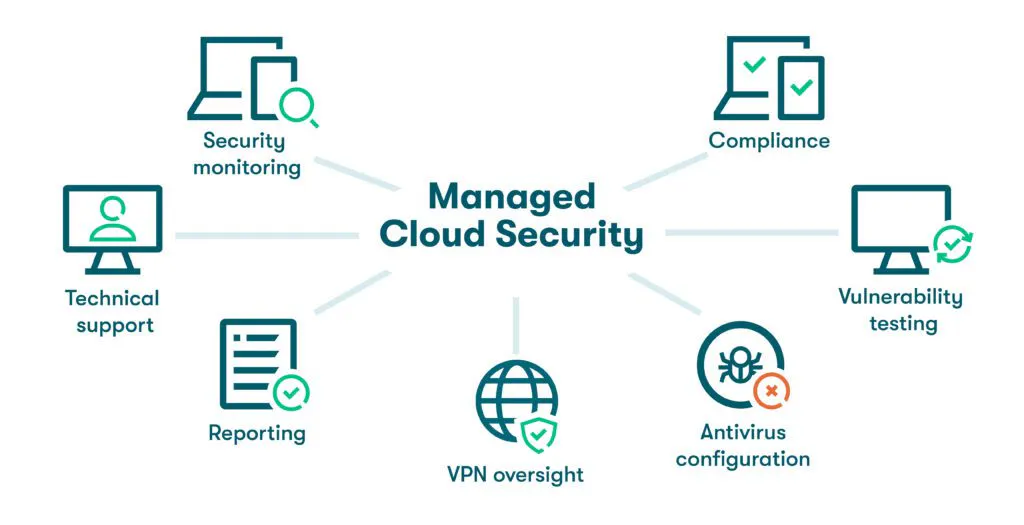 Security
monitoring
Compliance
Managed
Cloud Security
Technical
support
Vulnerability
testing
Reporting
VPN oversight
Antivirus
configuration